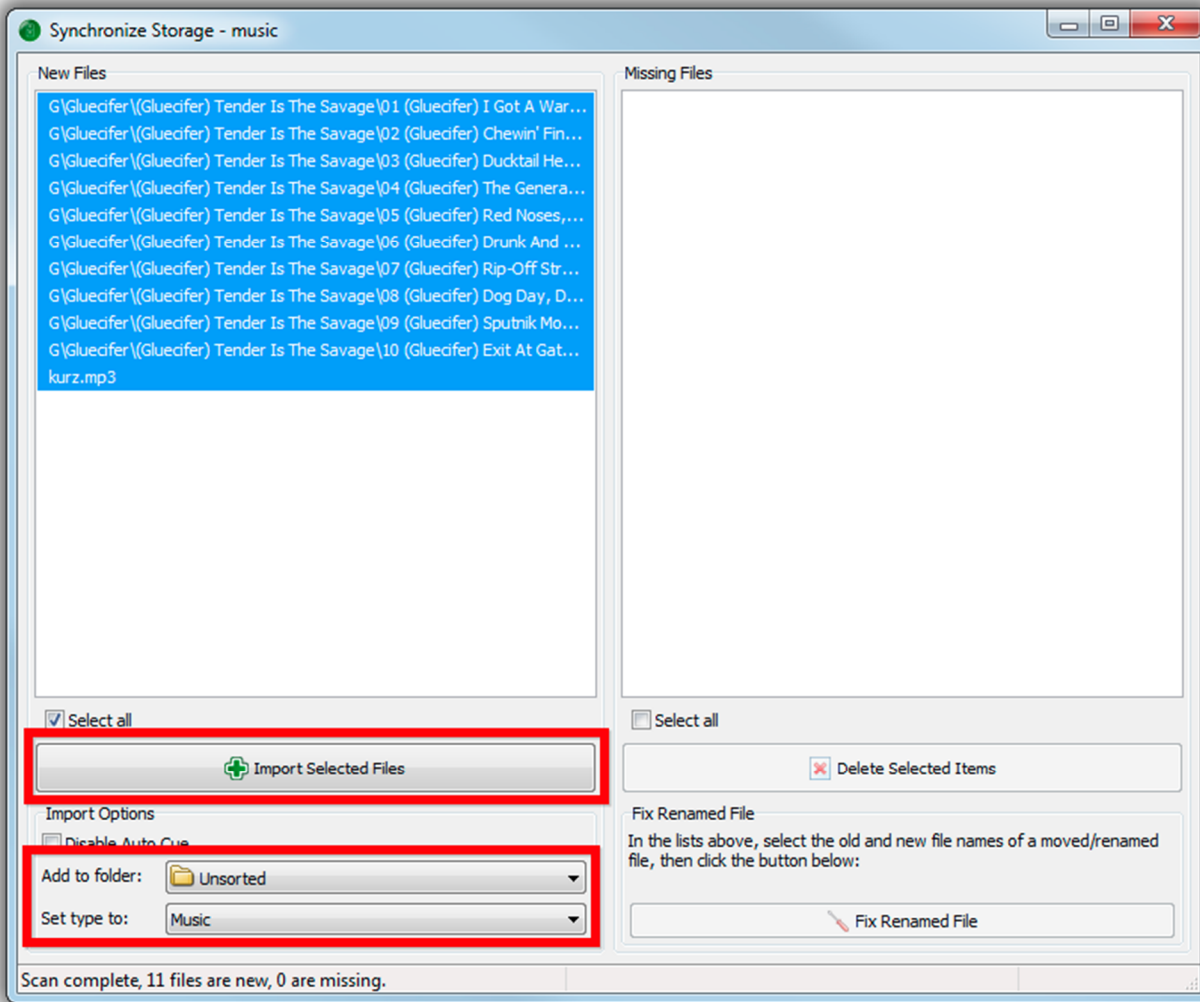 Synchronize Storage - music
New Files
G\Gluecifer\(Gluecifer) Tender Is The Savage\01 (Gluecifer) I Got A War...
G\Gluecifer\(Gluecifer) Tender Is The Savage\02 (Gluecifer) Chewin' Fin...
G\Gluecifer\(Gluecifer) Tender Is The Savage\03 (Gluecifer) Ducktail He...
G\Gluecifer\(Gluecifer) Tender Is The Savage\04 (Gluecifer) The Genera...
G\Gluecifer\(Gluecifer) Tender Is The Savage\05 (Gluecifer) Red Noses,...
G\Gluecifer\(Gluecifer) Tender Is The Savage\06 (Gluecifer) Drunk And ...
G\Gluecifer\(Gluecifer) Tender Is The Savage\07 (Gluecifer) Rip-Off Str...
G\Gluecifer\(Gluecifer) Tender Is The Savage\08 (Gluecifer) Dog Day, D...
G\Gluecifer\(Gluecifer) Tender Is The Savage\09 (Gluecifer) Sputnik Mo...
G\Gluecifer\(Gluecifer) Tender Is The Savage\10 (Gluecifer) Exit At Gat...
kurz.mp3
Select all
Import Selected Files
Import Options
Disable Auto Cue
Add to folder:
Unsorted
Set type to:
Music
Missing Files
Select all
Delete Selected Items
Fix Renamed File
In the lists above, select the old and new file names of a moved/renamed
file, then click the button below:
Fix Renamed File
Scan complete, 11 files are new, 0 are missing.